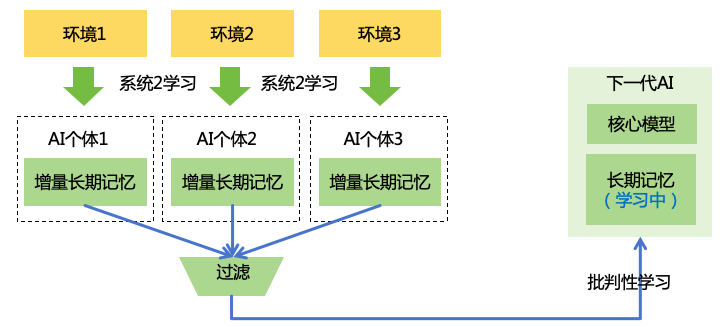 环境1
环境2
环境3
系统2学习
系统2学习
AI个体1
AI个体2
AI个体3
增量长期记忆
增量长期记忆
增量长期记忆
过滤
下一代AI
核心模型
长期记忆
（学习中）
批判性学习